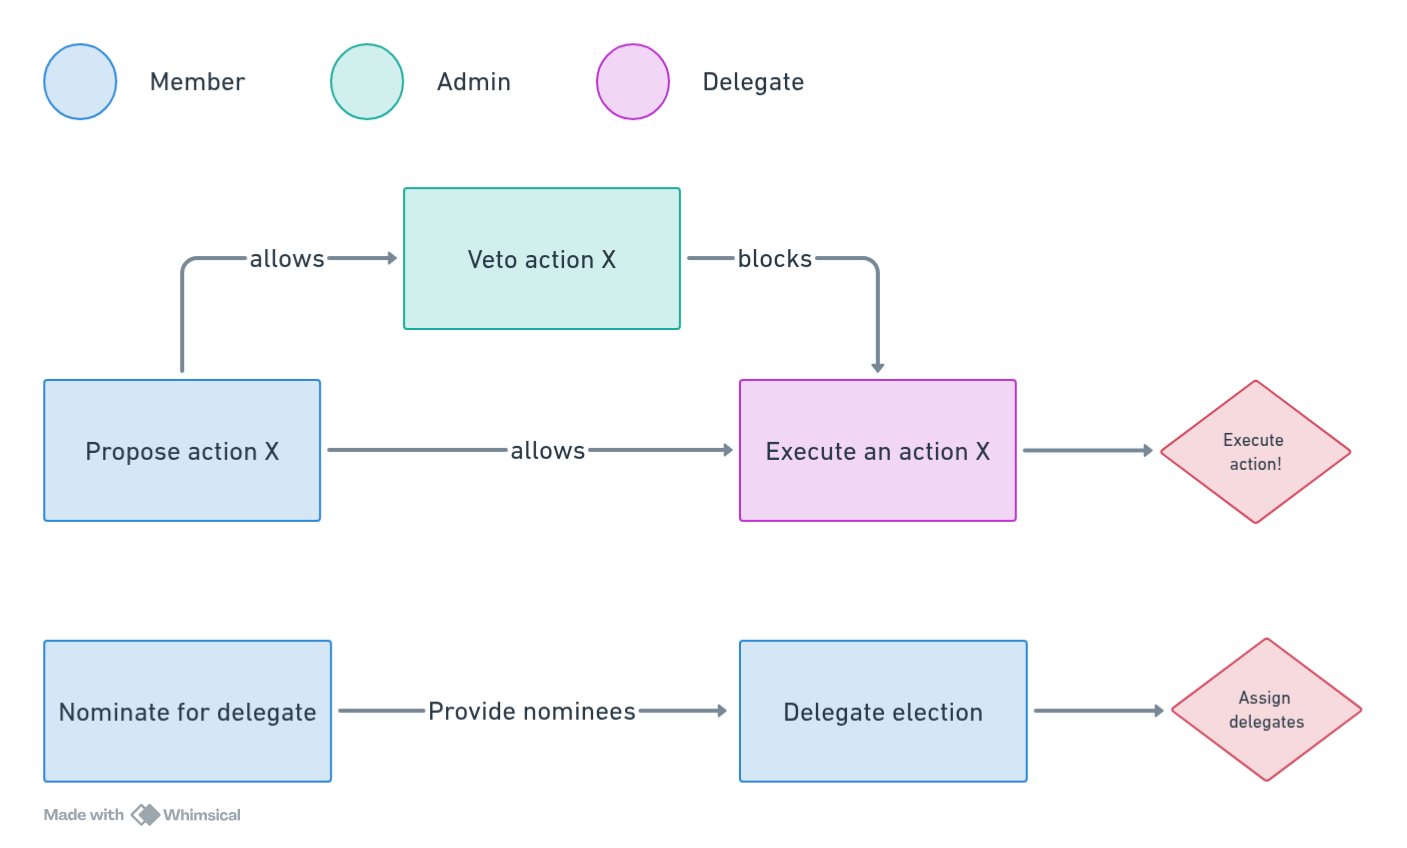 Member
Admin
Delegate
Veto action X
allows
blocks
Propose action X
allows
Execute an action X
Execute
action!
Nominate for delegate
Provide nominees
Delegate election
Assign
delegates
Made with Whimsical